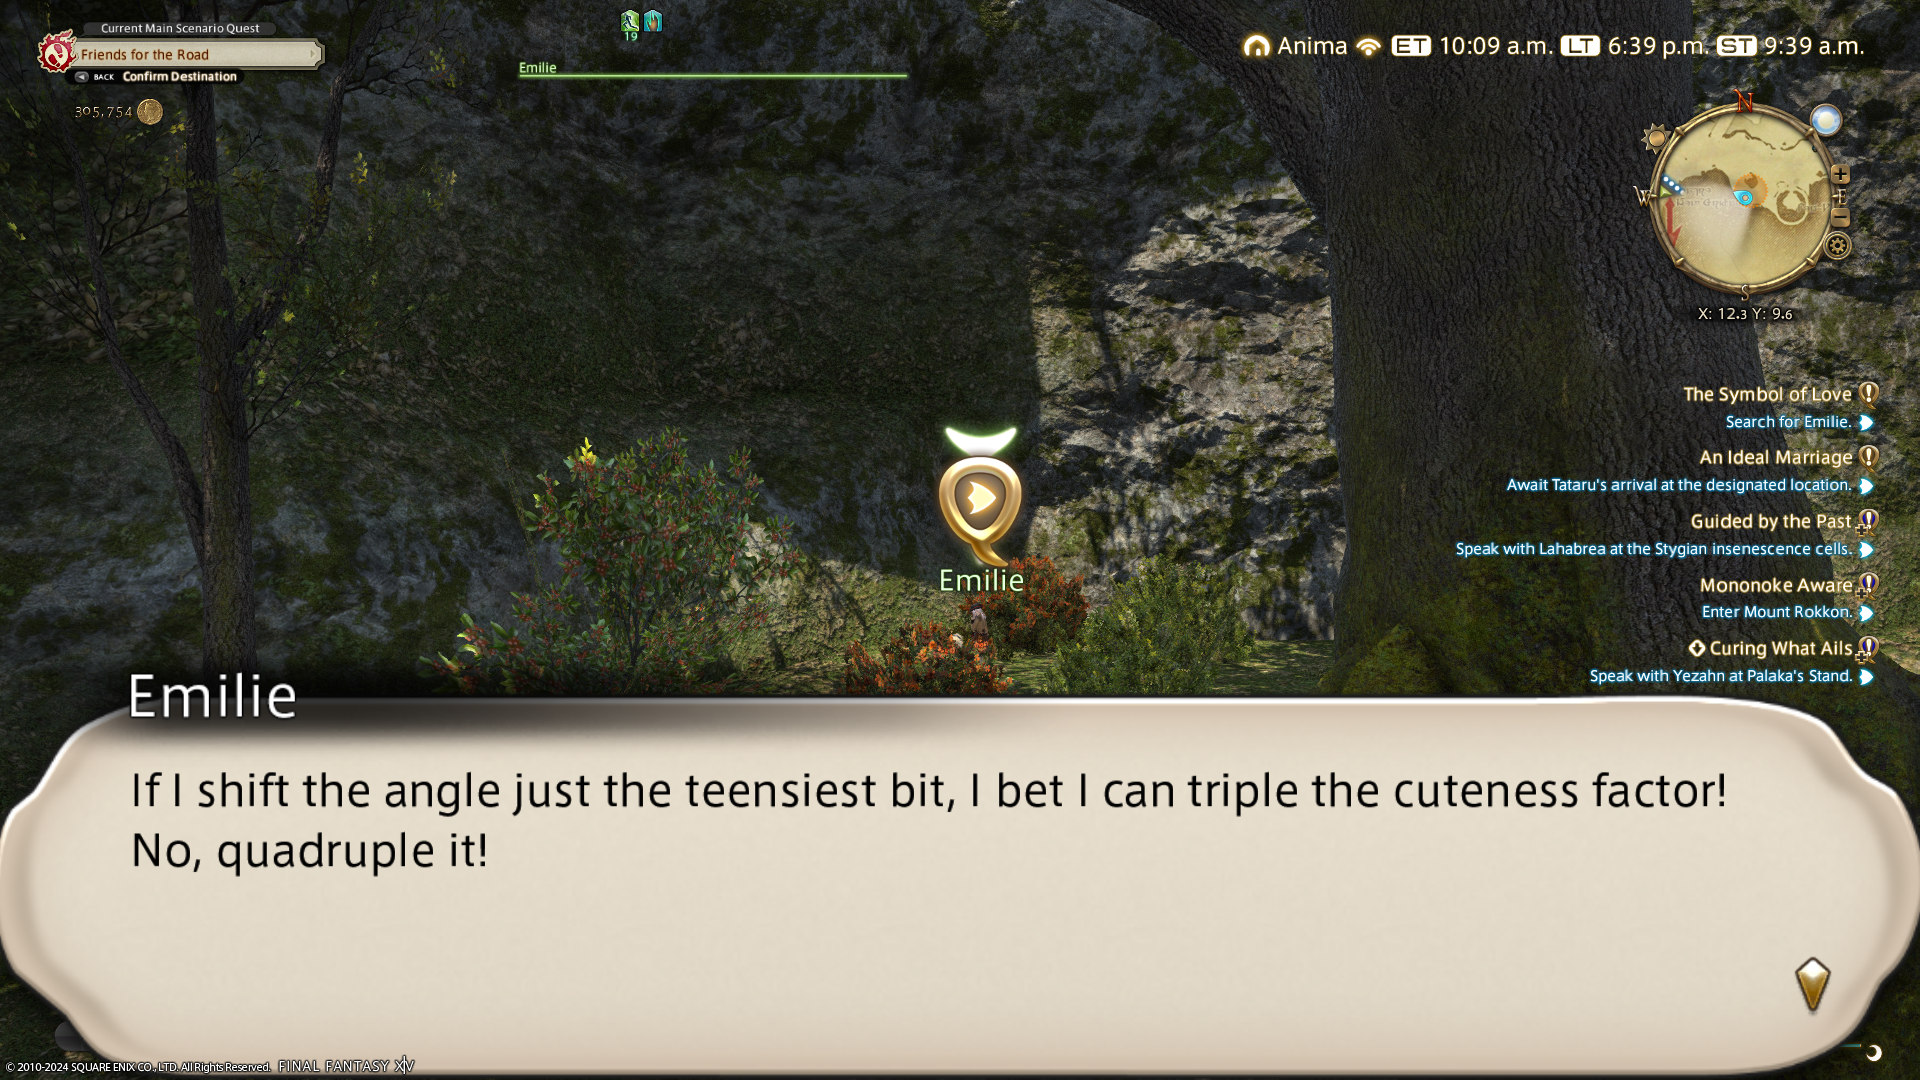 Current Main Scenario Quest
Friends for the Road
BACK Confirm Destination
305,754
19
Emilie
Anima ET 10:09 a.m. LT 6:39 p.m. ST 9:39 a.m.
N
W
E
S
X: 12.3 Y: 9.6
The Symbol of Love
Search for Emilie.
An Ideal Marriage
Await Tataru's arrival at the designated location.
Guided by the Past
Speak with Lahabrea at the Stygian insenescence cells.
Mononoke Aware
Enter Mount Rokkon.
Curing What Ails
Speak with Yezahn at Palaka's Stand.
Emilie
Emilie
If I shift the angle just the teensiest bit, I bet I can triple the cuteness factor!
No, quadruple it!
© 2010-2024 SQUARE ENIX CO., LTD. All Rights Reserved. FINAL FANTASY XIV